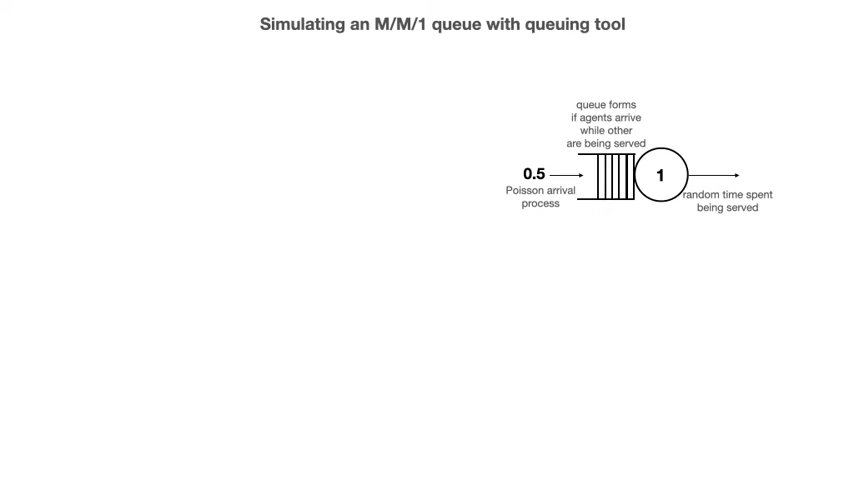 Simulating an M/M/1 queue with queuing tool
queue forms
if agents arrive
while other
are being served
0.5
1
Poisson arrival
process
random time spent
being served